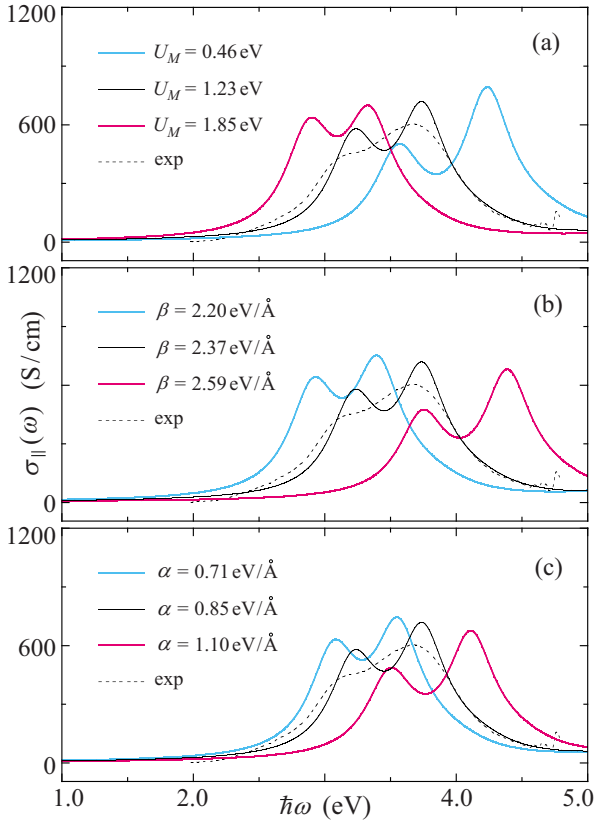 1200
(a)
U_M = 0.46 eV
U_M = 1.23 eV
600
U_M = 1.85 eV
exp
0
1200
(b)
β = 2.20 eV/Å
β = 2.37 eV/Å
600
β = 2.59 eV/Å
exp
σ∥(ω) (S/cm)
0
1200
(c)
α = 0.71 eV/Å
α = 0.85 eV/Å
600
α = 1.10 eV/Å
exp
0
1.0 2.0 4.0 5.0
ℏω (eV)